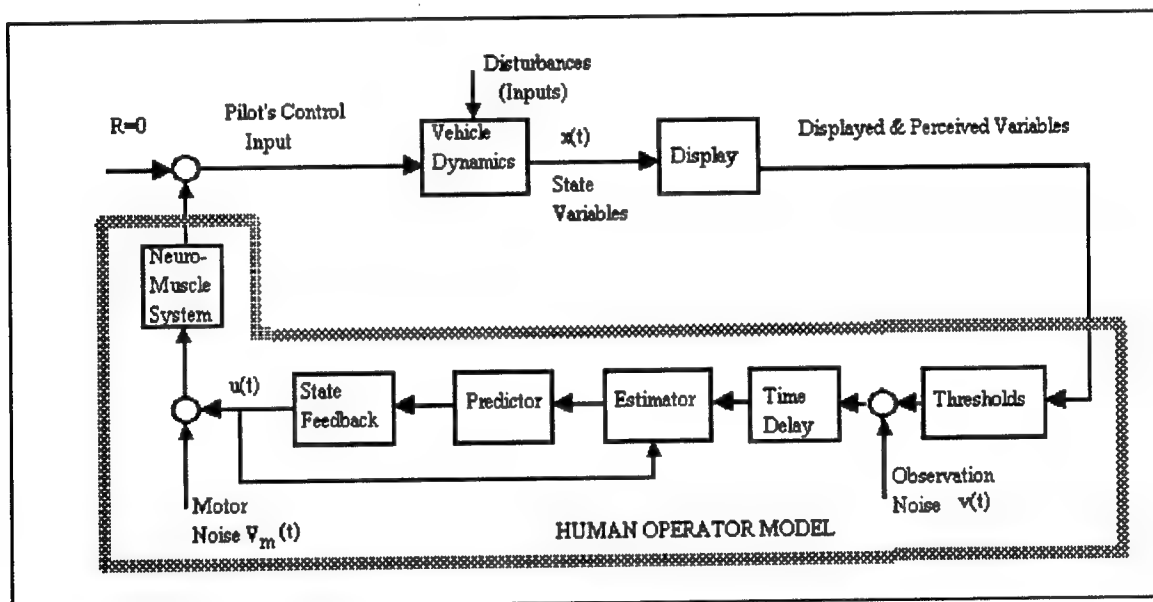 Disturbances
(Inputs)
R=0
Pilot's Control
Input
Vehicle
Dynamics
x(t)
State
Variables
Display
Displayed & Perceived Variables
Neuro-
Muscle
System
u(t)
State
Feedback
Predictor
Estimator
Time
Delay
Thresholds
Motor
Noise V_m(t)
Observation
Noise v(t)
HUMAN OPERATOR MODEL